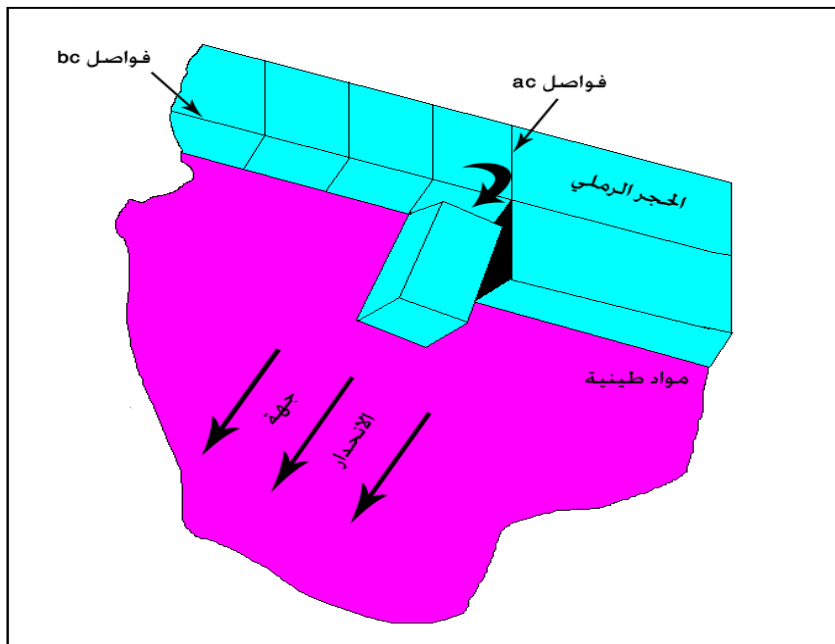 فواصل bc
فواصل ac
الحجر الرملي
مواد طينية
جهة
الانحدار